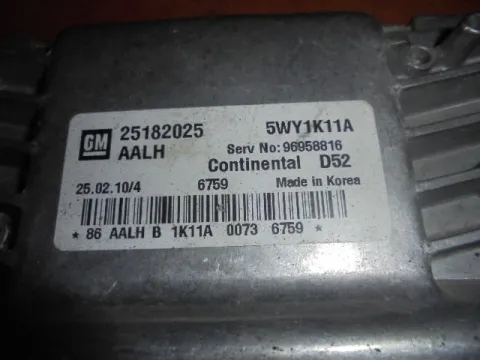 GM 25182025 5WY1K11A
AALH Serv No:96958816
Continental D52
25.02.10/4 6759 Made in Korea
* 86 AALH B 1K11A 0073 6759 *